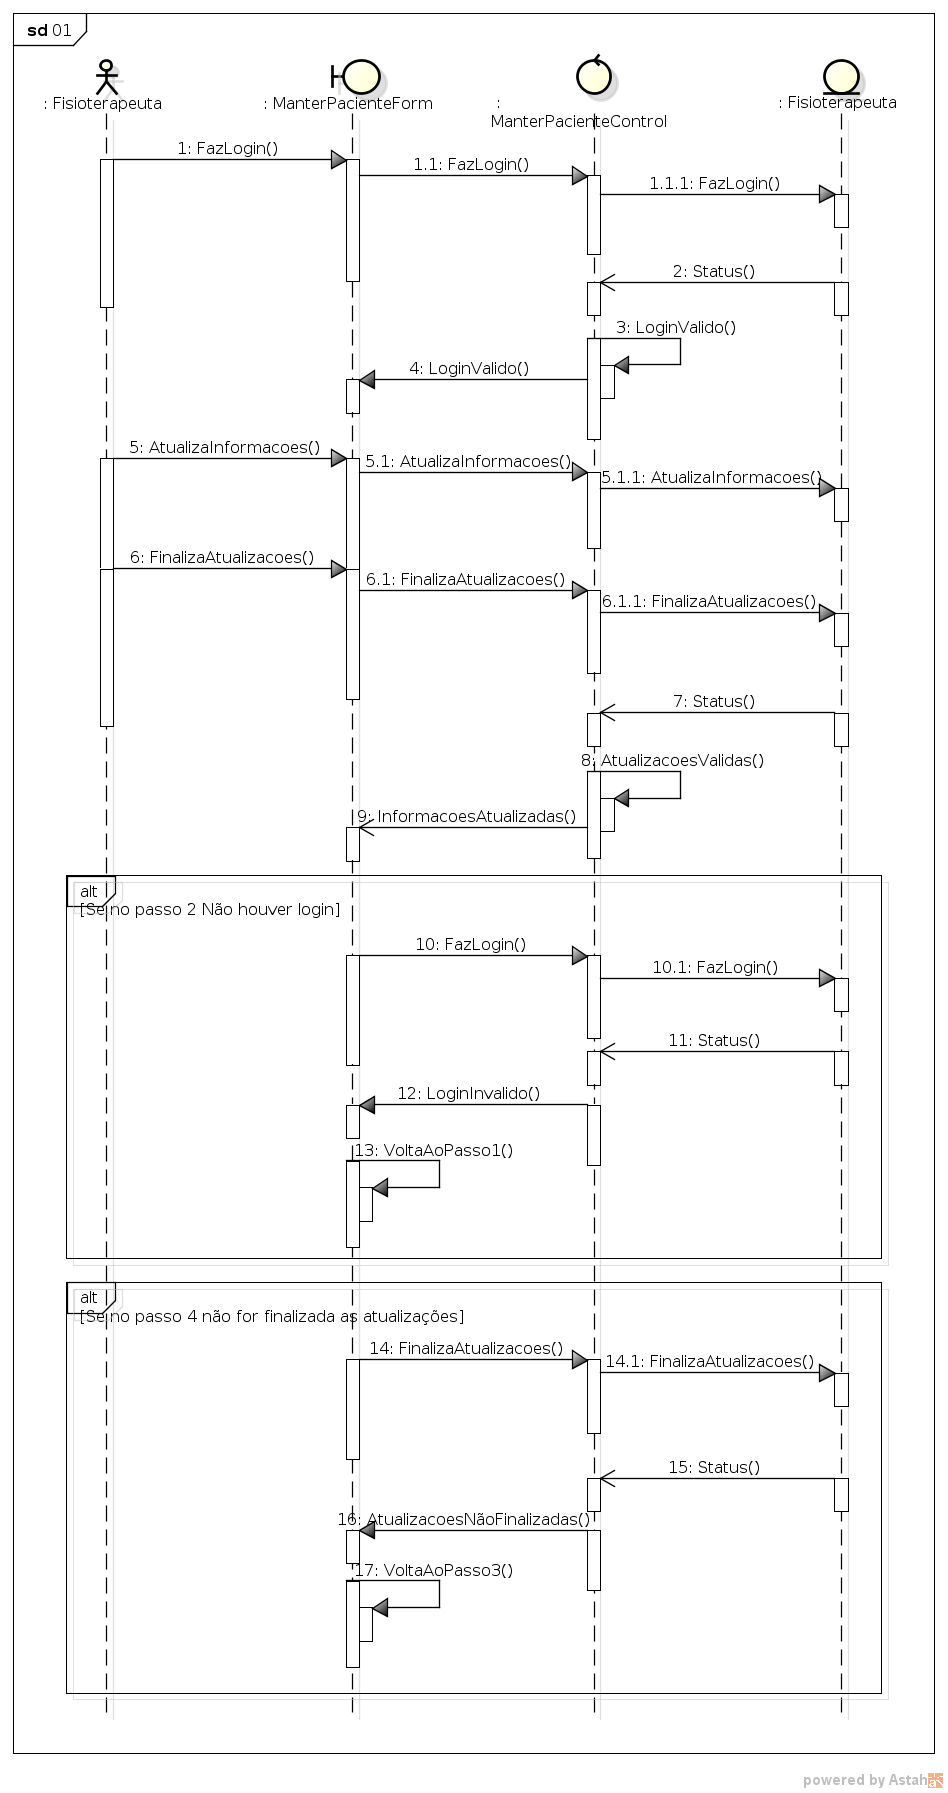 sd 01
: Fisioterapeuta
: ManterPacienteForm
:
ManterPacienteControl
: Fisioterapeuta
1: FazLogin()
1.1: FazLogin()
1.1.1: FazLogin()
2: Status()
3: LoginValido()
4: LoginValido()
5: AtualizaInformacoes()
5.1: AtualizaInformacoes()
5.1.1: AtualizaInformacoes()
6: FinalizaAtualizacoes()
6.1: FinalizaAtualizacoes()
6.1.1: FinalizaAtualizacoes()
7: Status()
8: AtualizacoesValidas()
9: InformacoesAtualizadas()
alt
[Se no passo 2 Não houver login]
10: FazLogin()
10.1: FazLogin()
11: Status()
12: LoginInvalido()
13: VoltaAoPasso1()
alt
[Se no passo 4 não for finalizada as atualizações]
14: FinalizaAtualizacoes()
14.1: FinalizaAtualizacoes()
15: Status()
16: AtualizacoesNãoFinalizadas()
17: VoltaAoPasso3()
powered by Astah